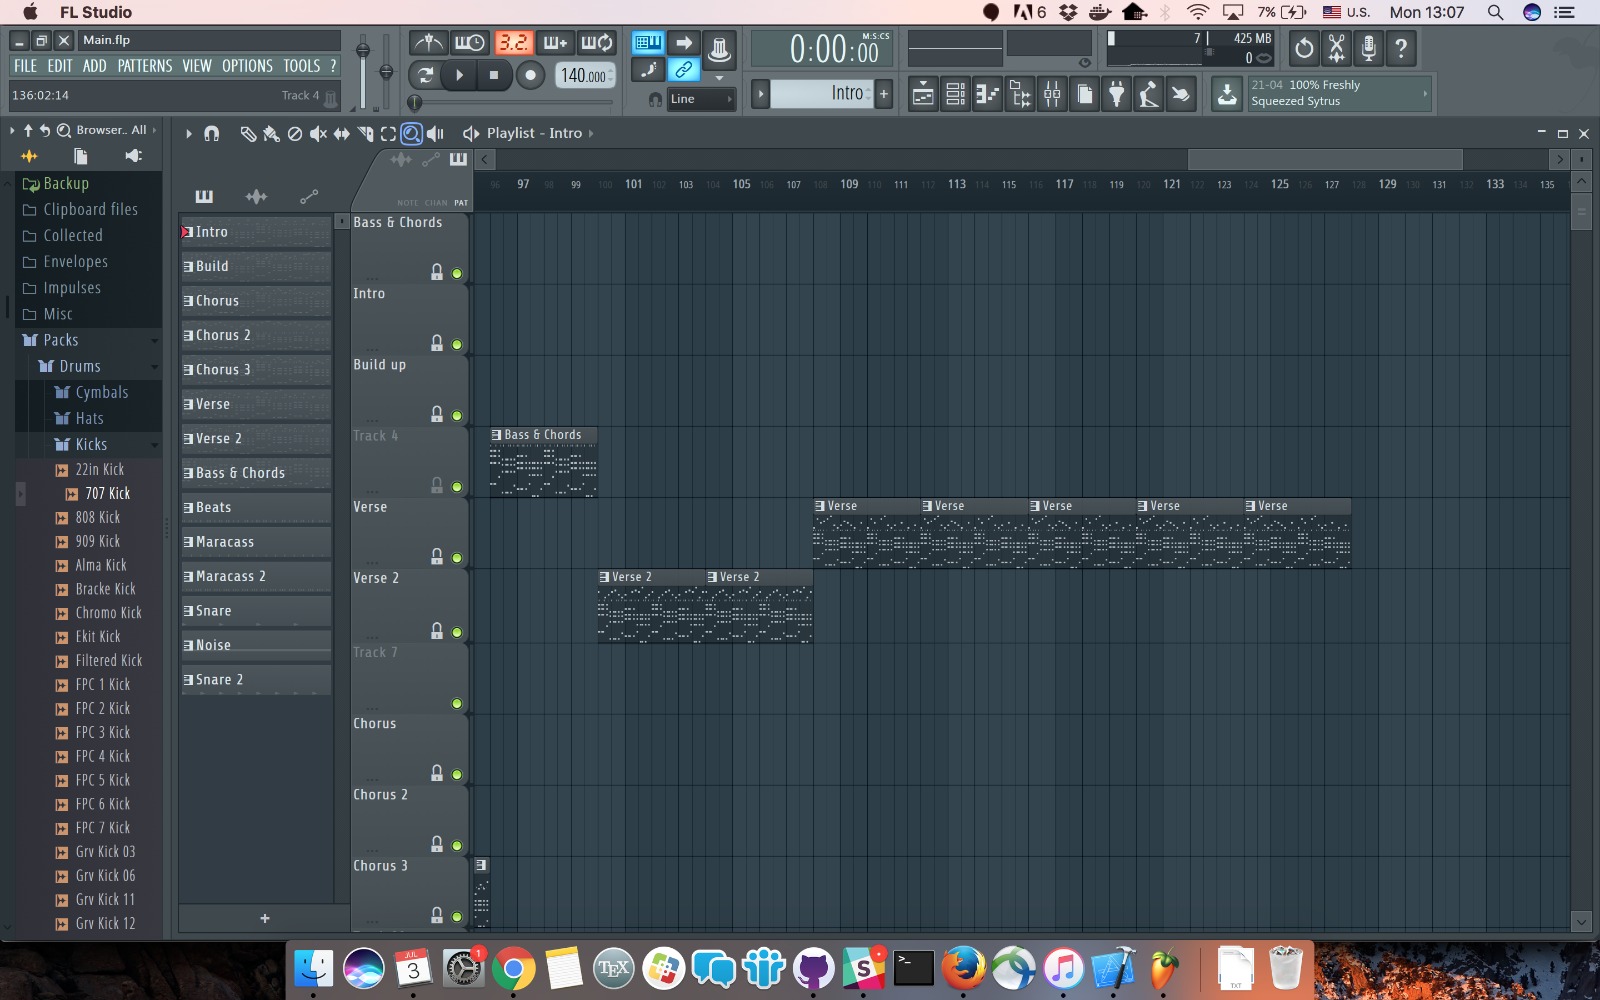 FL Studio
6
7%
U.S.
Mon 13:07
Main.flp
FILE EDIT ADD PATTERNS VIEW OPTIONS TOOLS ?
136:02:14
Track 4
3.2.
140.000
Line
M:S:CS
0:00:00
Intro
+
7
425 MB
0
?
21-04 100% Freshly
Squeezed Sytrus
Browser.. All
Playlist - Intro
Backup
Clipboard files
Collected
Envelopes
Impulses
Misc
Packs
Drums
Cymbals
Hats
Kicks
22in Kick
707 Kick
808 Kick
909 Kick
Alma Kick
Bracke Kick
Chromo Kick
Ekit Kick
Filtered Kick
FPC 1 Kick
FPC 2 Kick
FPC 3 Kick
FPC 4 Kick
FPC 5 Kick
FPC 6 Kick
FPC 7 Kick
Grv Kick 03
Grv Kick 06
Grv Kick 11
Grv Kick 12
Intro
Build
Chorus
Chorus 2
Chorus 3
Verse
Verse 2
Bass & Chords
Beats
Maracass
Maracass 2
Snare
Noise
Snare 2
+
NOTE CHAN PAT
96 97 98 99 100 101 102 103 104 105 106 107 108 109 110 111 112 113 114 115 116 117 118 119 120 121 122 123 124 125 126 127 128 129 130 131 132 133 134 135
Bass & Chords
Intro
Build up
Track 4
Bass & Chords
Verse
Verse Verse Verse Verse Verse
Verse 2
Verse 2 Verse 2
Track 7
Chorus
Chorus 2
Chorus 3
JUL
3
1
TEX
S
>_
TXT